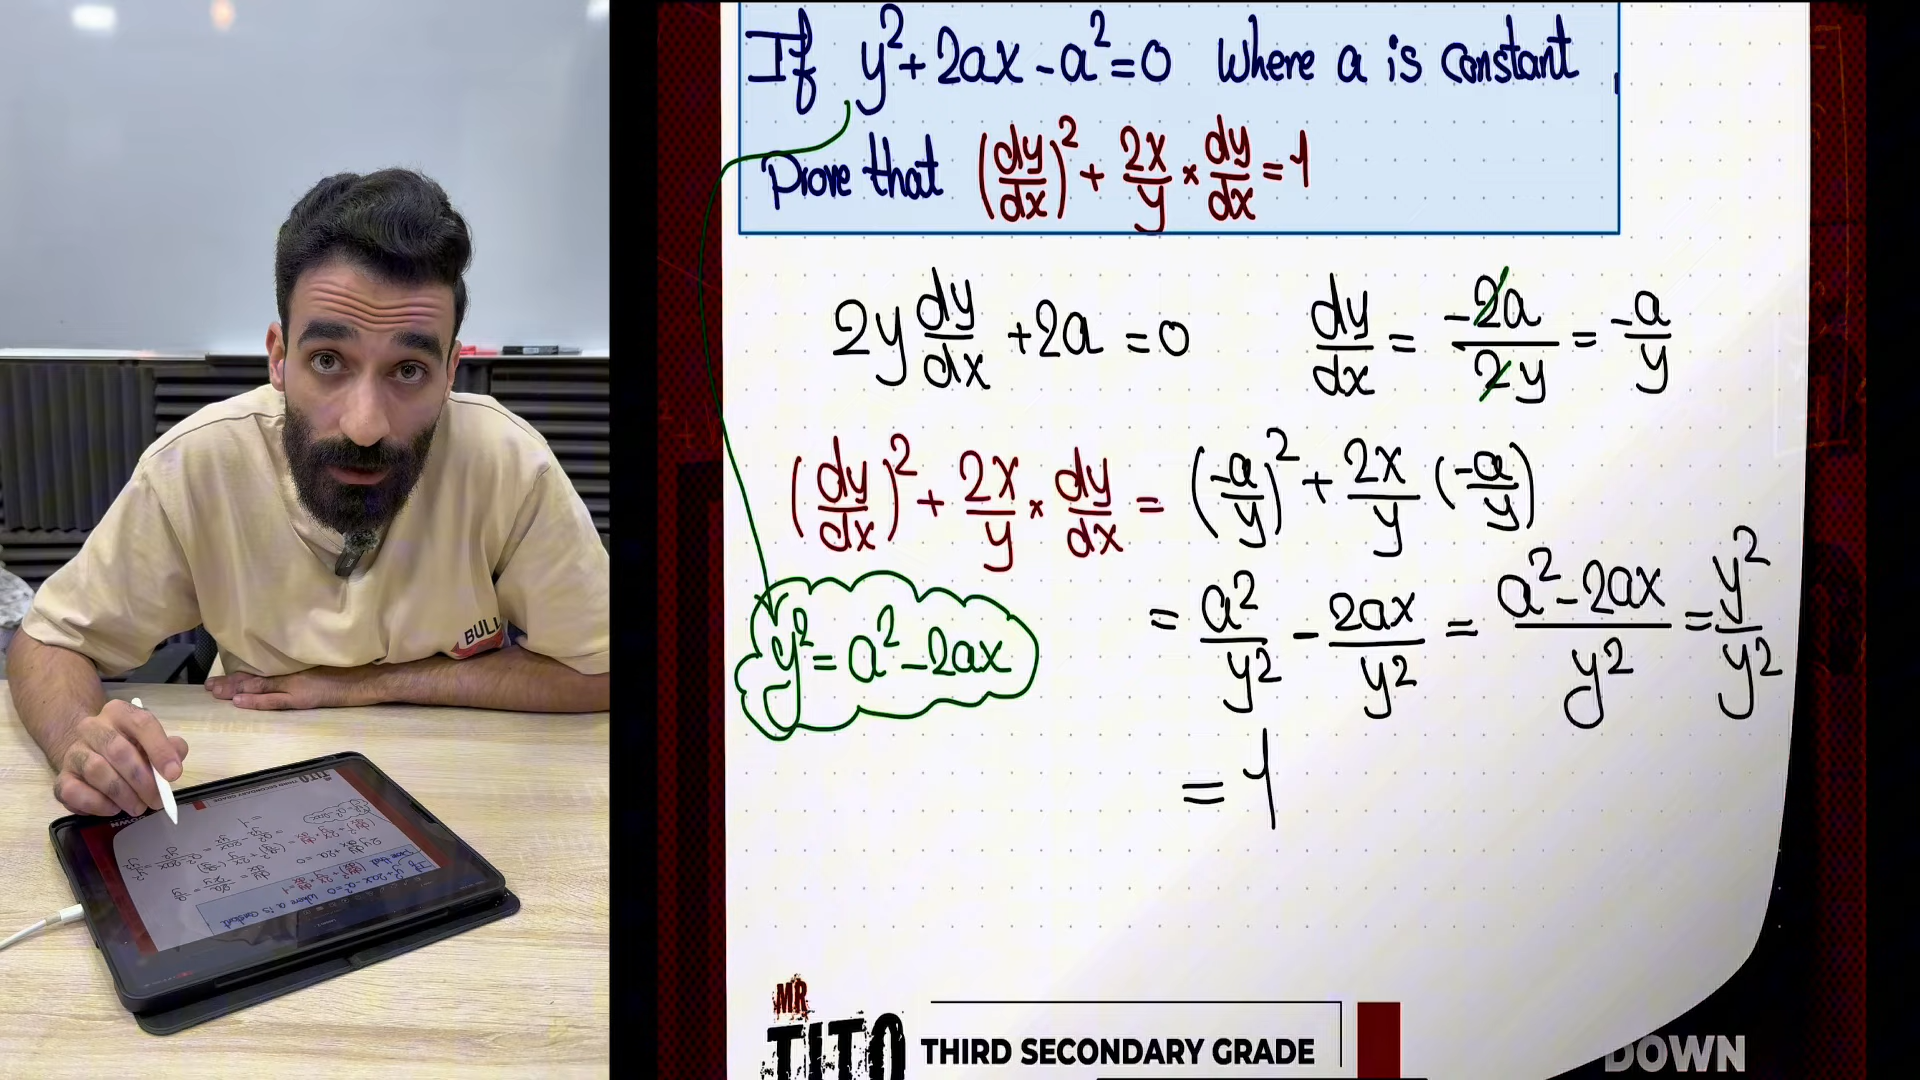 If y²+2ax-a²=0 where a is constant,
Prove that (dy/dx)² + 2x/y × dy/dx = 1
2y dy/dx +2a = 0
dy/dx = -2a/2y = -a/y
(dy/dx)² + 2x/y × dy/dx = (-a/y)² + 2x/y (-a/y)
= a²/y² - 2ax/y² = a²-2ax/y² = y²/y²
y² = a²-2ax
= 1
BULL
MR
TITO
THIRD SECONDARY GRADE
DOWN